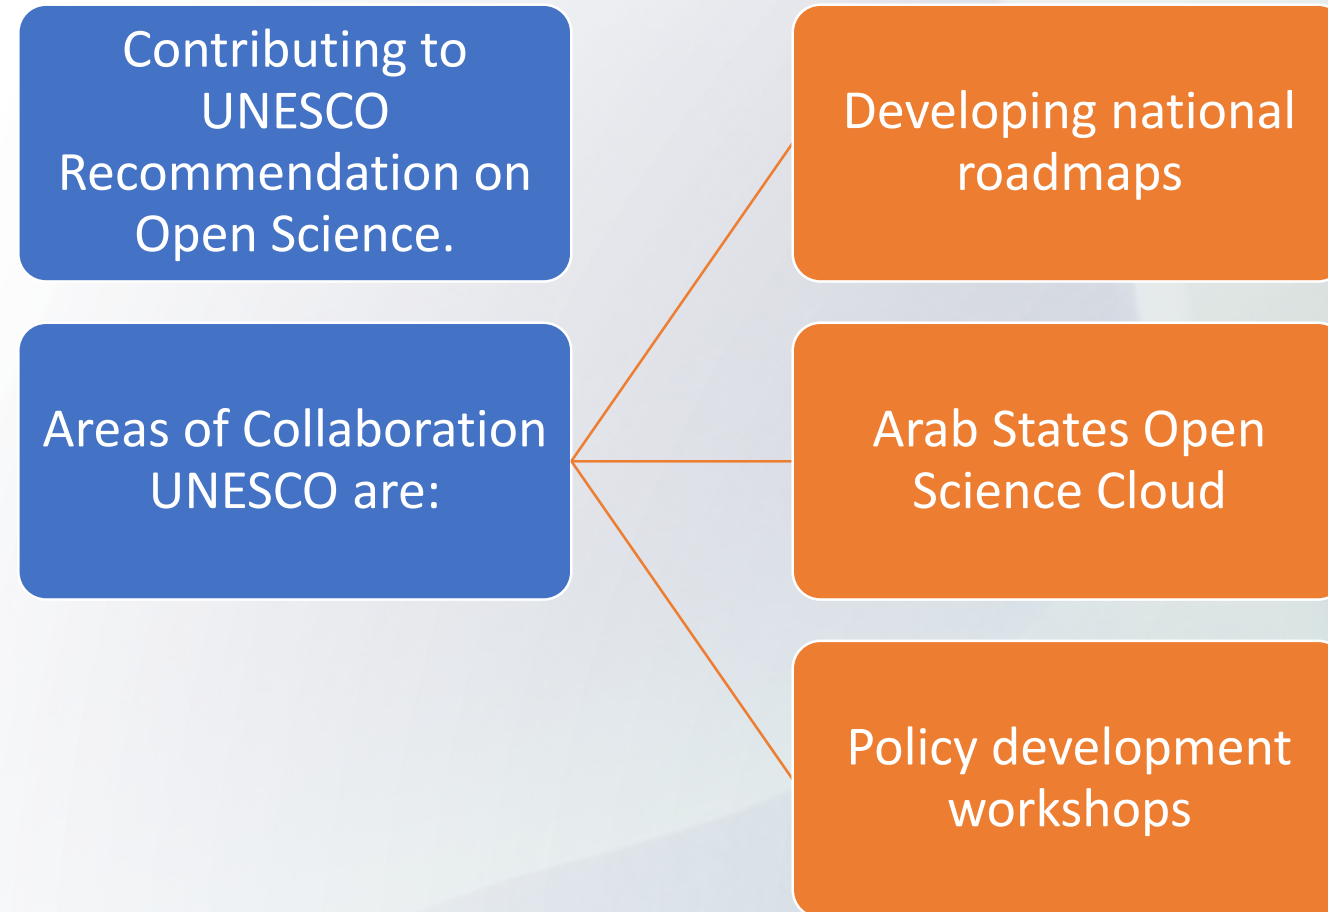 Contributing to
UNESCO
Recommendation on
Open Science.
Areas of Collaboration
UNESCO are:
Developing national
roadmaps
Arab States Open
Science Cloud
Policy development
workshops